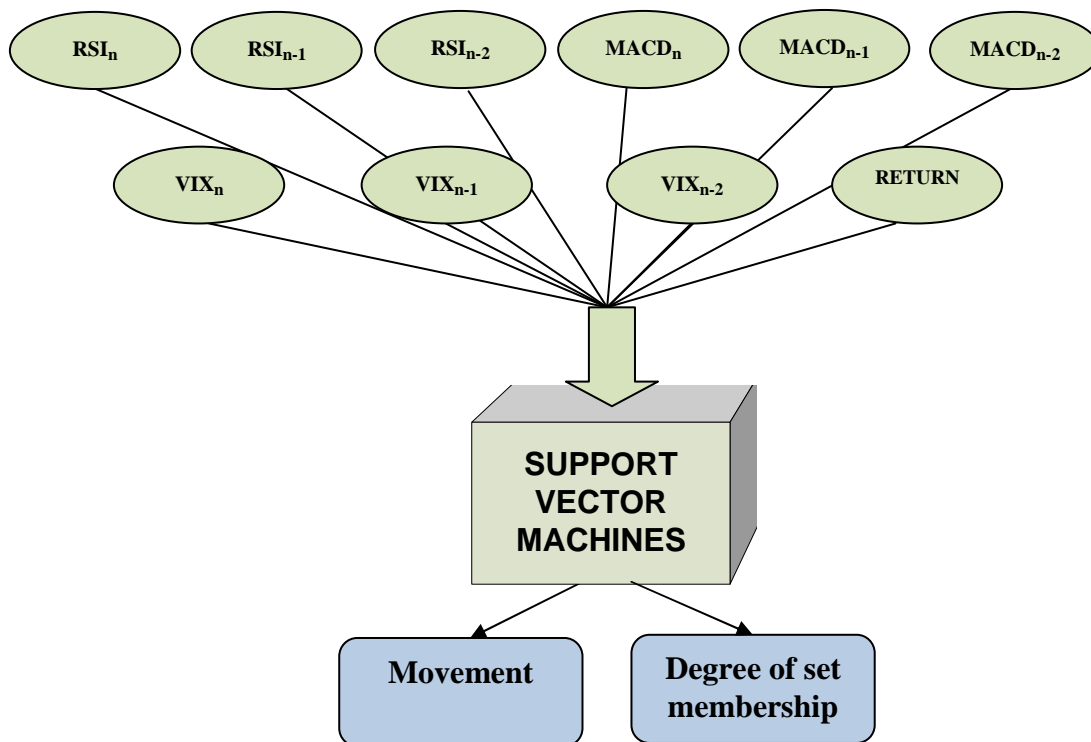 RSIn RSIn-1 RSIn-2 MACDn MACDn-1 MACDn-2
VIXn VIXn-1 VIXn-2 RETURN
SUPPORT
VECTOR
MACHINES
Movement
Degree of set
membership